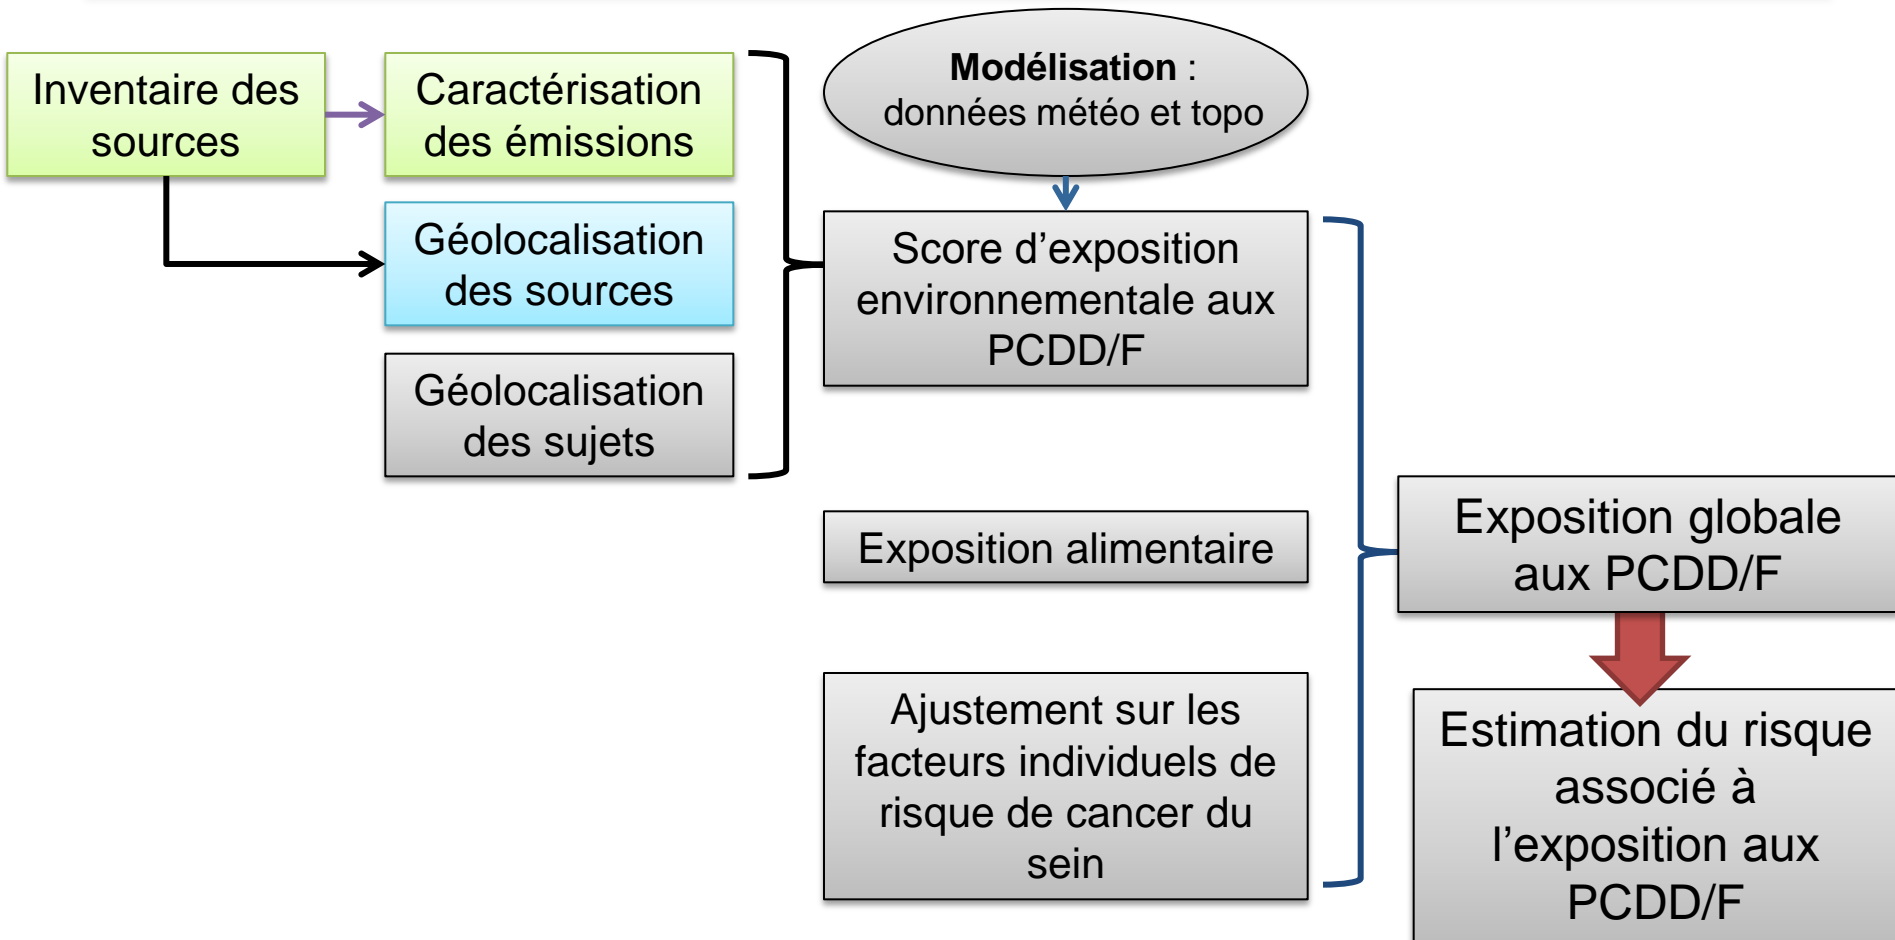 Inventaire des
sources
Caractérisation
des émissions
Géolocalisation
des sources
Géolocalisation
des sujets
Modélisation :
données météo et topo
Score d’exposition
environnementale aux
PCDD/F
Exposition alimentaire
Ajustement sur les
facteurs individuels de
risque de cancer du
sein
Exposition globale
aux PCDD/F
Estimation du risque
associé à
l’exposition aux
PCDD/F